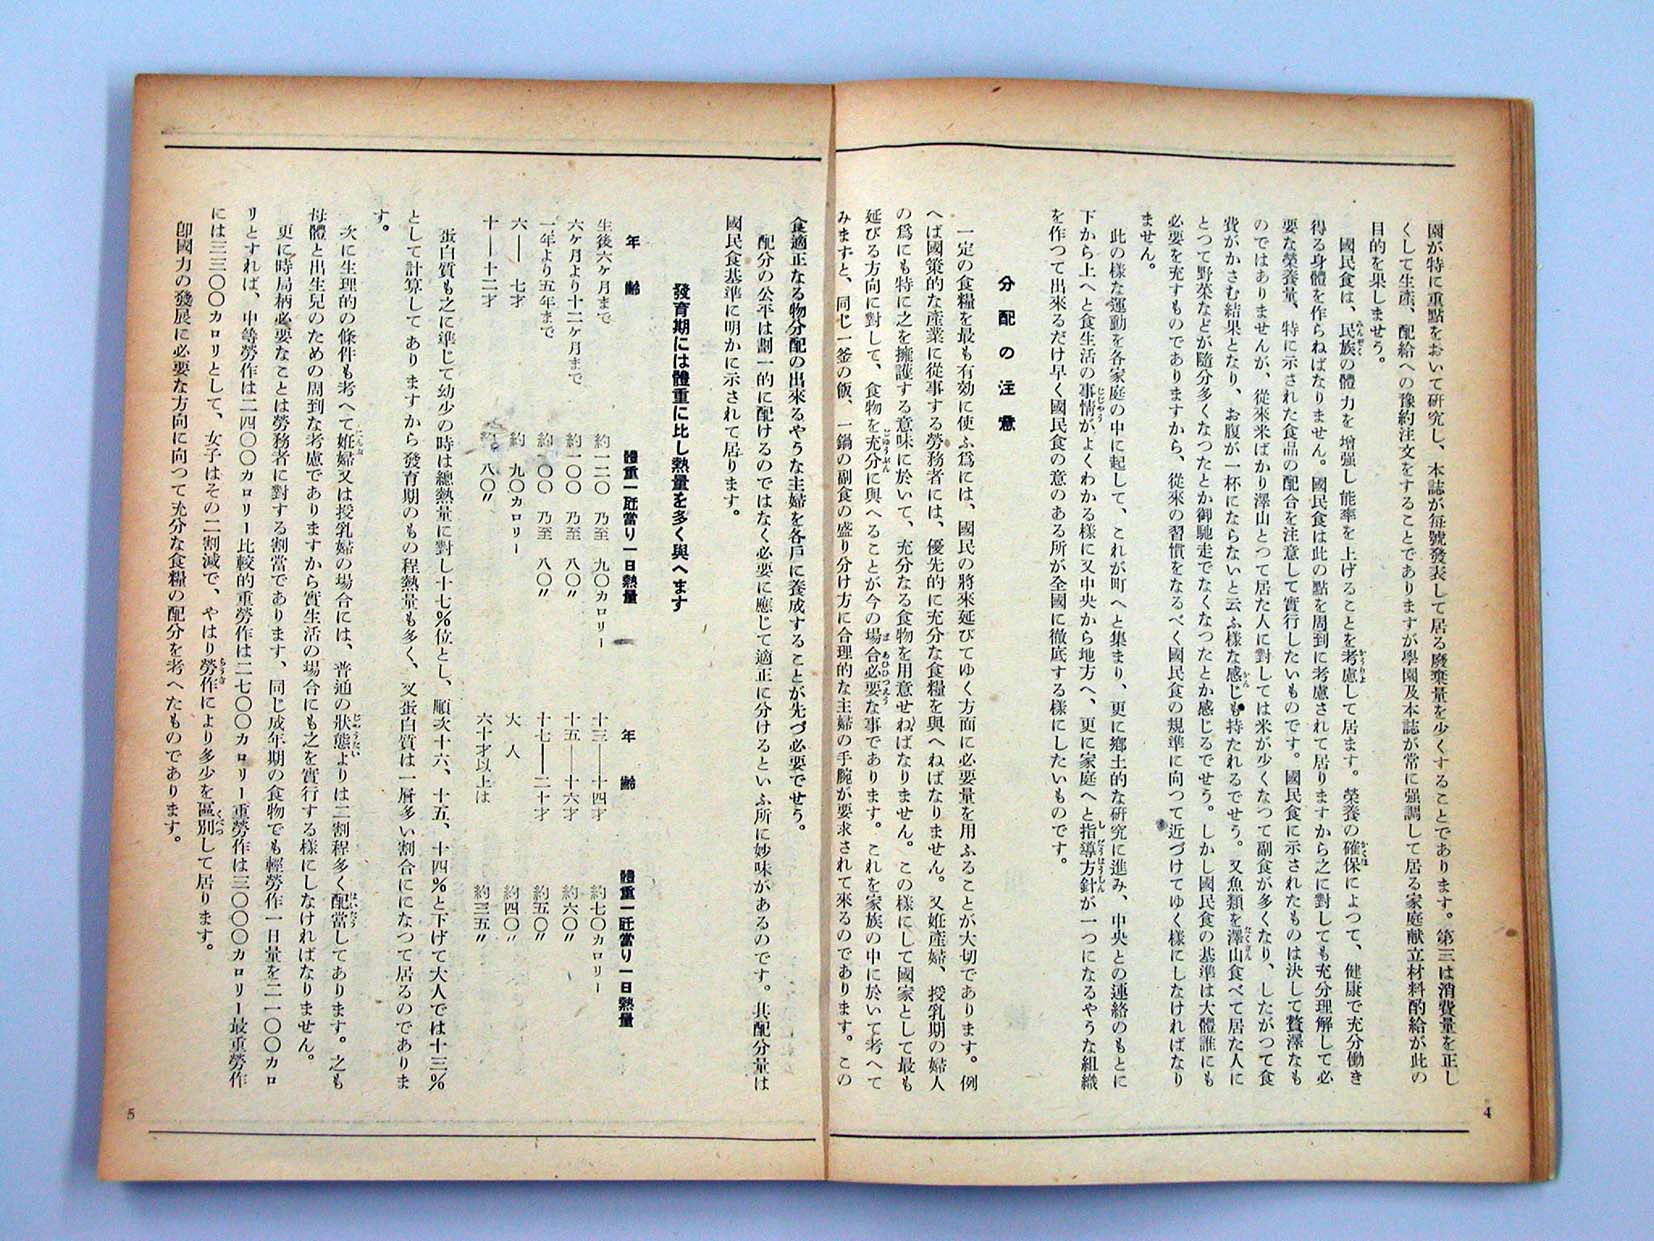 園が特に重點をおいて研究し、本誌が每號發表して居る廢棄量を少くすることであります。第三は消費量を正し
くして生產、配給への豫約注文をすることでありますが學園及本誌が常に强調して居る家庭献立材料酌給が此の
目的を果しませう。
國民食は、民族の體力を增强し能率を上げることを考慮して居ます。榮養の確保によつて、健康で充分働き
得る身體を作らねばなりません。國民食は此の點を周到に考慮されて居りますから之に對しても充分理解して必
要な榮養量、特に示された食品の配合を注意して實行したいものです。國民食に示されたものは決して贅澤なも
のではありませんが、從來米ばかり澤山とつて居た人に對しては米が少くなつて副食が多くなり、したがつて食
費がかさむ結果となり、お腹が一杯にならないと云ふ樣な感じも持たれるでせう。又魚類を澤山食べて居た人に
とつて野菜などが隨分多くなつたとか御馳走でなくなつたとか感じるでせう。しかし國民食の基準は大體誰にも
必要を充すものでありますから、從來の習慣をなるべく國民食の規準に向つて近づけてゆく樣にしなければなり
ません。
此の樣な運動を各家庭の中に起して、これが町へと集まり、更に鄕土的な硏究に進み、中央との連絡のもとに
下から上へと食生活の事情がよくわかる樣に又中央から地方へ、更に家庭へと指導方針が一つになるやうな組織
を作つて出來るだけ早く國民食の意のある所が全國に徹底する樣にしたいものです。
分配の注意
一定の食糧を最も有効に使ふ爲には、國民の將來延びてゆく方面に必要量を用ふることが大切であります。例
へば國策的な產業に從事する勞務者には、優先的に充分な食糧を與へねばなりません。又姙產婦、授乳期の婦人
の爲にも特に之を擁護する意味に於いて、充分なる食物を用意せねばなりません。この樣にして國家として最も
延びる方向に對して、食物を充分に與へることが今の場合必要な事であります。これを家族の中に於いて考へて
みますと、同じ一釜の飯、一鍋の副食の盛り分け方に合理的な主婦の手腕が要求されて來るのであります。この
4
食適正なる物分配の出來るやうな主婦を各戶に養成することが先づ必要でせう。
配分の公平は劃一的に配けるのではなく必要に應じて適正に分けるといふ所に妙味があるのです。其配分量は
國民食基準に明かに示されて居ります。
發育期には體重に比し熱量を多く與へます
年齡 體重一瓩當り一日熱量 年齡 體重一瓩當り一日熱量
生後六ヶ月まで 約一二〇 乃至 九〇カロリー 十三―十四才 約七〇カロリー
六ケ月より十二ケ月まで 約一〇〇 乃至 八〇〃 十五―十六才 約六〇〃
一年より五年まで 約一〇〇 乃至 八〇〃 十七―二十才 約五〇〃
六―七才 約 九〇カロリー 大人 約四〇〃
十―十二才 約 八〇〃 六十才以上は 約三五〃
蛋白質も之に準じて幼少の時は總熱量に對し十七％位とし、順次十六、十五、十四％と下げて大人では十三％
として計算してありますから發育期のもの程熱量も多く、又蛋白質は一層多い割合にになつて居るのでありま
す。
次に生理的の條件も考へて姙婦又は授乳婦の場合には、普通の狀態よりは二割程多く配當してあります。之も
母體と出生兒のための周到な考慮でありますから實生活の場合にも之を實行する樣にしなければなりません。
更に時局柄必要なことは勞務者に對する割當であります、同じ成年期の食物でも輕勞作一日量を二一〇〇カロ
リとすれば、中等勞作は二四〇〇カロリー比較的重勞作は二七〇〇カロリー重勞作は三〇〇〇カロリー最重勞作
には三三〇〇カロリとして、女子はその二割減で、やはり勞作により多少を區別して居ります。
卽國力の發展に必要な方向に向つて充分な食糧の配分を考へたものであります。
5